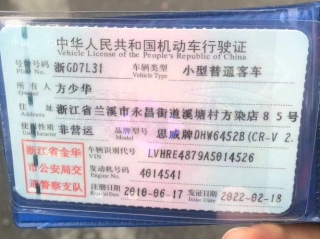 中华人民共和国机动车行驶证
Vehicle License of the People's Republic of China
号牌号码 浙GD7L31 车辆类型 小型普通客车
Plate No. Vehicle Type
所有人 方少华
住址 浙江省兰溪市永昌街道溪塘村方染店85号
使用性质 非营运 品牌型号 思威牌DHW6452B(CR-V 2.
浙江省金华 车辆识别代号 LVHRE4879A5014526
VIN
市公安局交 发动机号码 4014541
Engine No.
通警察支队 注册日期 2010-06-17 发证日期 2022-02-18
Issue Date